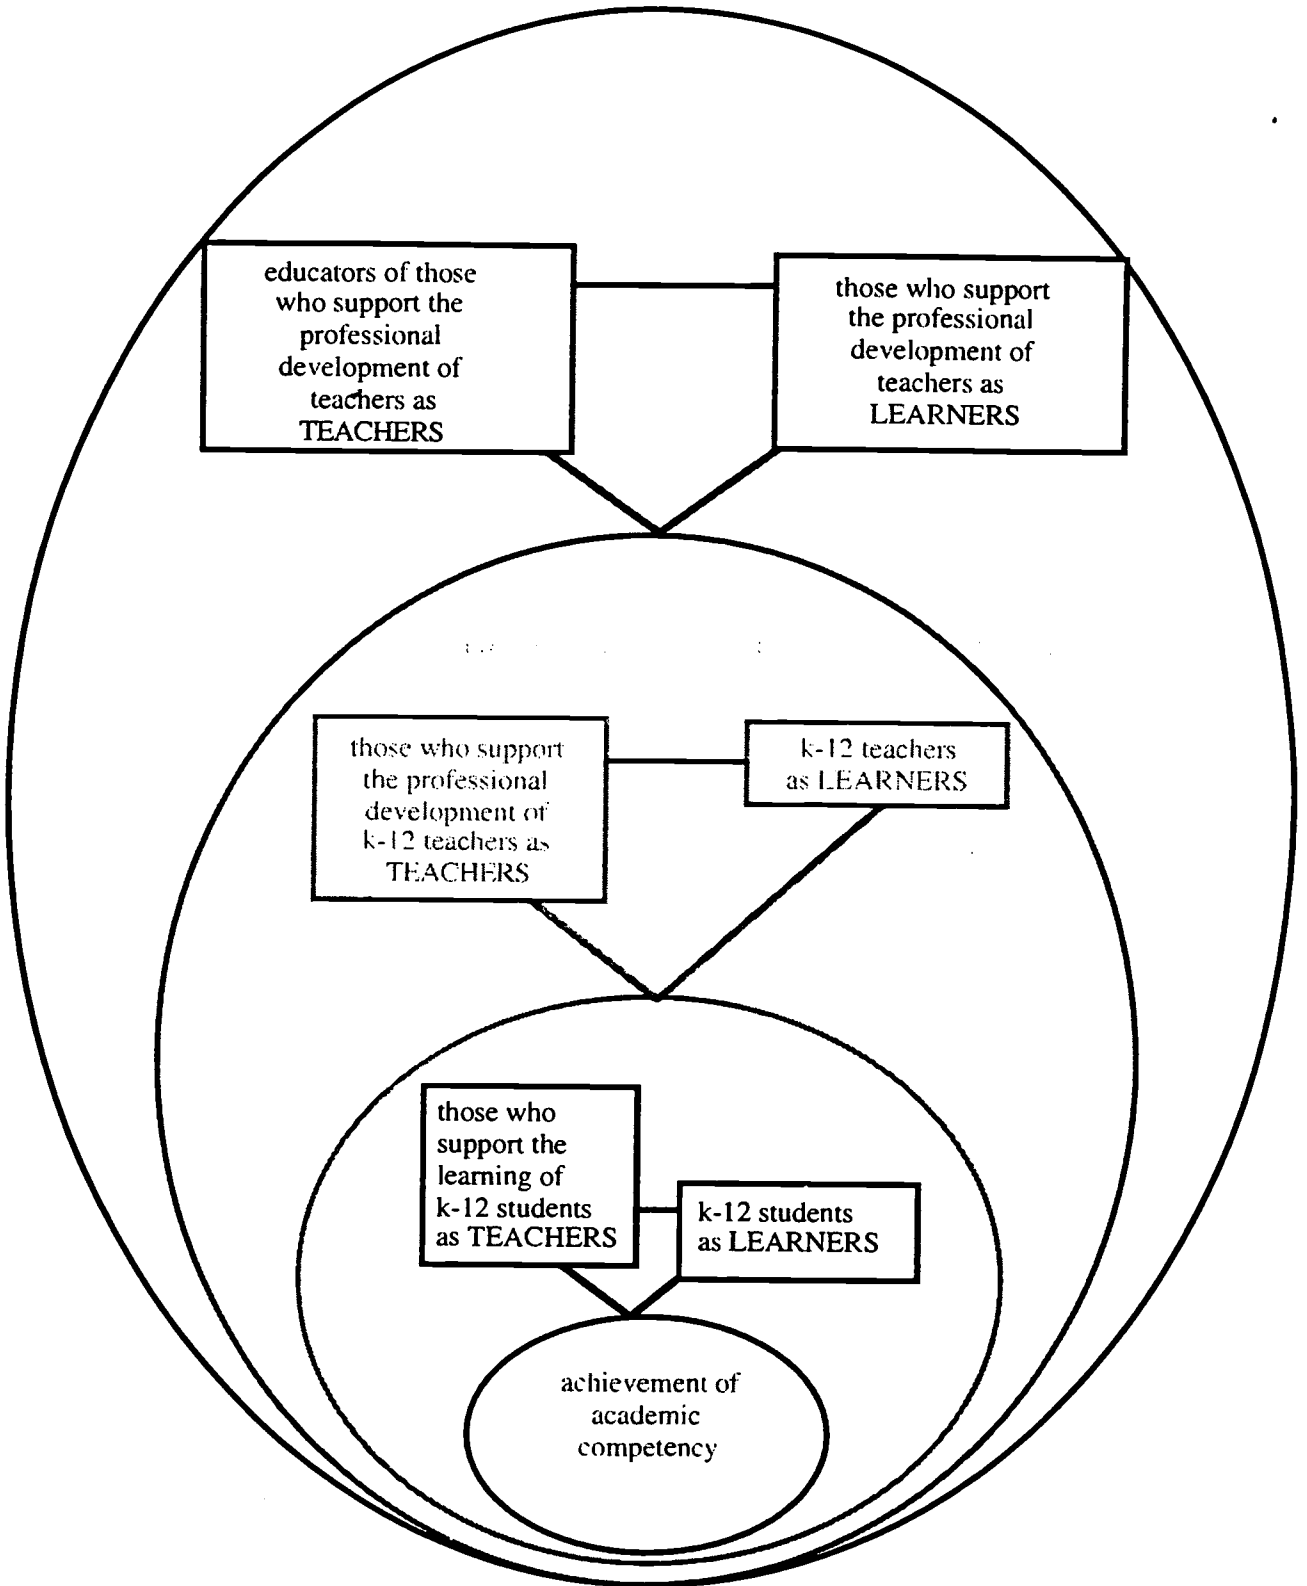 educators of those
who support the
professional
development of
teachers as
TEACHERS
those who support
the professional
development of
teachers as
LEARNERS
those who support
the professional
development of
k-12 teachers as
TEACHERS
k-12 teachers
as LEARNERS
those who
support the
learning of
k-12 students
as TEACHERS
k-12 students
as LEARNERS
achievement of
academic
competency